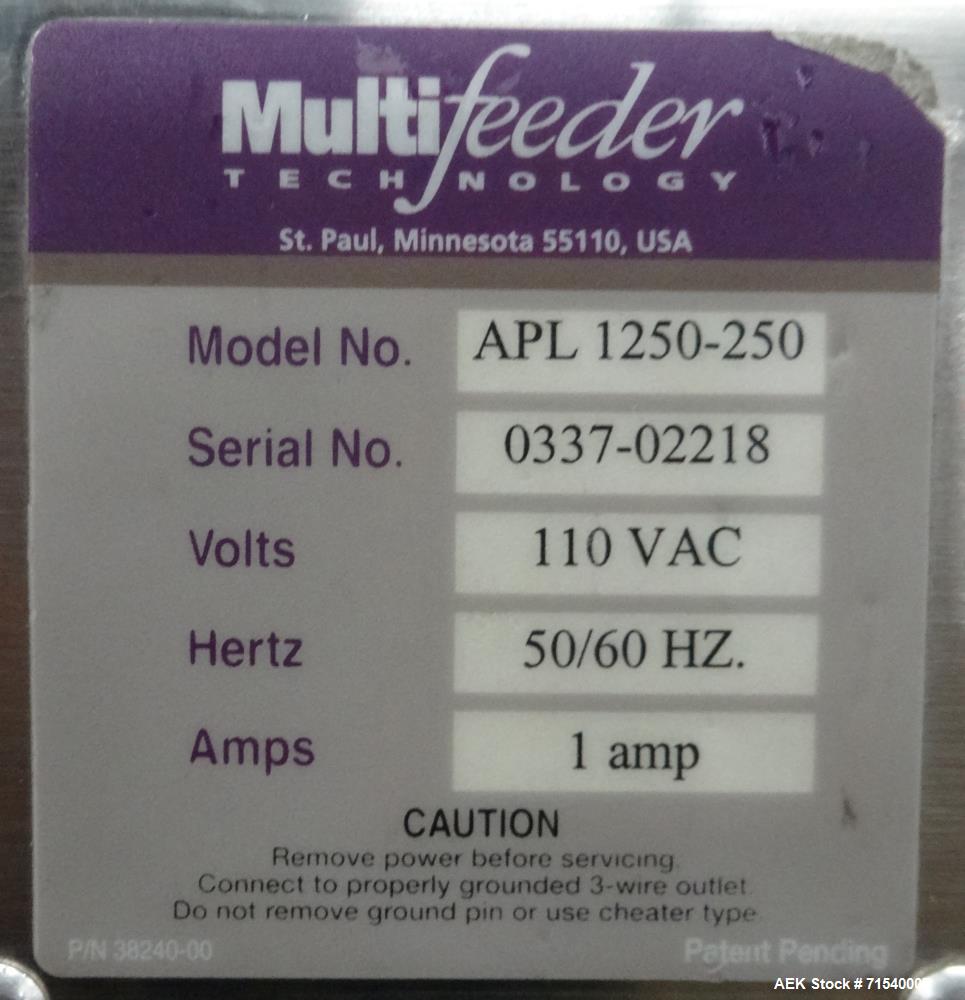 Multifeeder
TECHNOLOGY
St. Paul, Minnesota 55110, USA
Model No. APL 1250-250
Serial No. 0337-02218
Volts 110 VAC
Hertz 50/60 HZ.
Amps 1 amp
CAUTION
Remove power before servicing.
Connect to properly grounded 3-wire outlet.
Do not remove ground pin or use cheater type
P/N 38240-00 Patent Pending
AEK Stock #